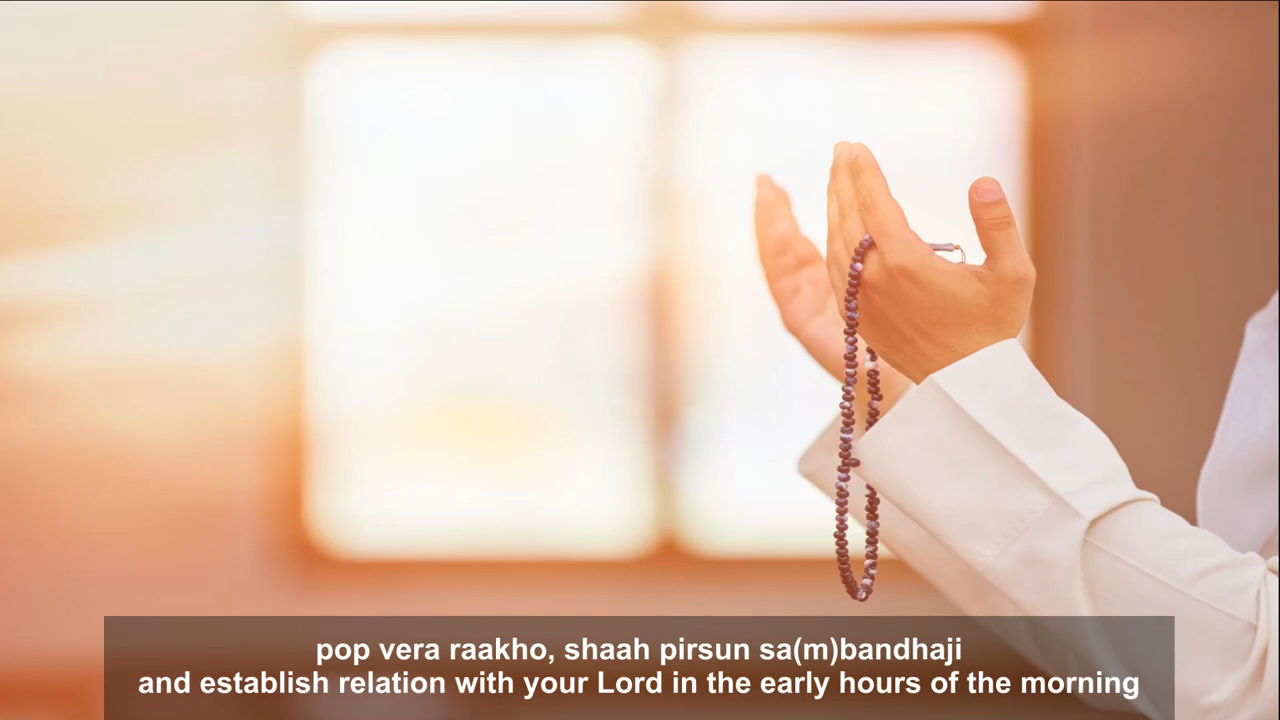 pop vera raakho, shaah pirsun sa(m)bandhaji
and establish relation with your Lord in the early hours of the morning